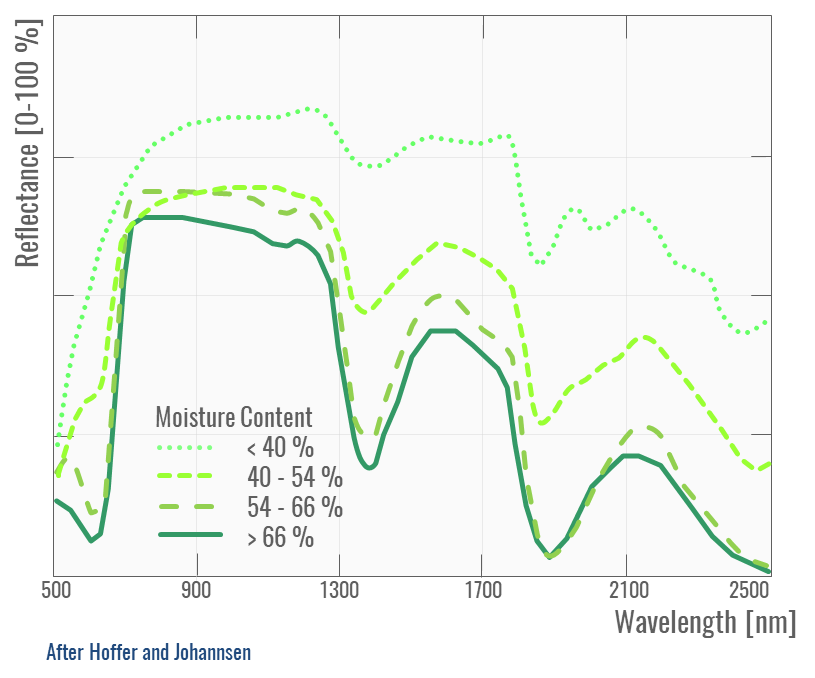 Reflectance [0-100 %]
Moisture Content
< 40 %
40 - 54 %
54 - 66 %
> 66 %
500 900 1300 1700 2100 2500
Wavelength [nm]
After Hoffer and Johannsen